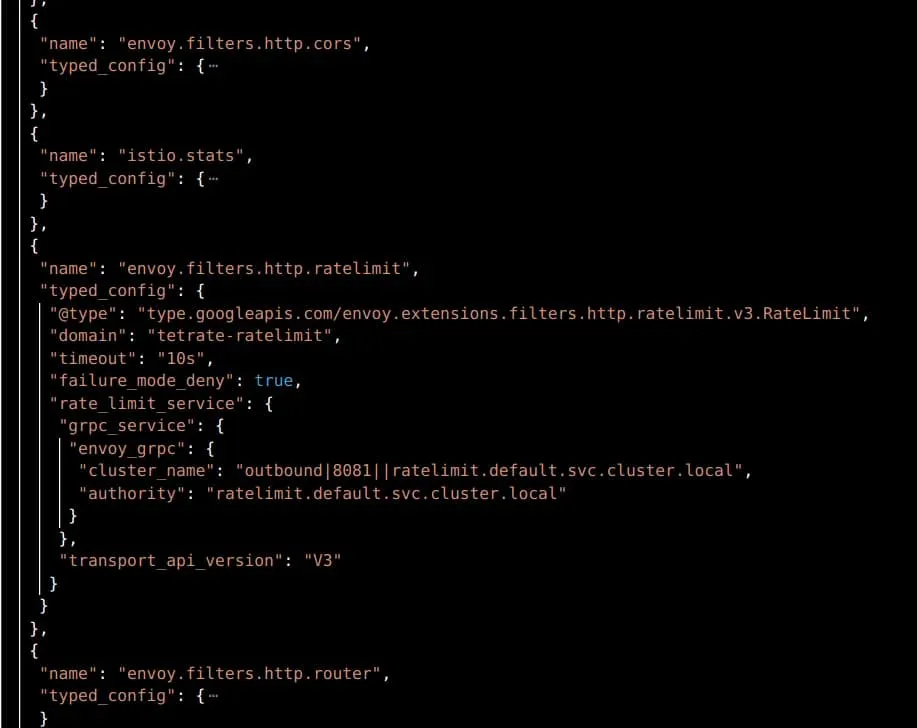 },
{
"name": "envoy.filters.http.cors",
"typed_config": {⋯
}
},
{
"name": "istio.stats",
"typed_config": {⋯
}
},
{
"name": "envoy.filters.http.ratelimit",
"typed_config": {
"@type": "type.googleapis.com/envoy.extensions.filters.http.ratelimit.v3.RateLimit",
"domain": "tetrate-ratelimit",
"timeout": "10s",
"failure_mode_deny": true,
"rate_limit_service": {
"grpc_service": {
"envoy_grpc": {
"cluster_name": "outbound|8081||ratelimit.default.svc.cluster.local",
"authority": "ratelimit.default.svc.cluster.local"
}
},
"transport_api_version": "V3"
}
}
},
{
"name": "envoy.filters.http.router",
"typed_config": {⋯
}